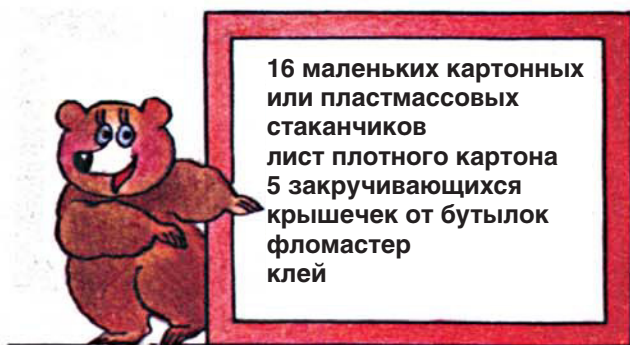 16 маленьких картонных
или пластмассовых
стаканчиков
лист плотного картона
5 закручивающихся
крышечек от бутылок
фломастер
клей